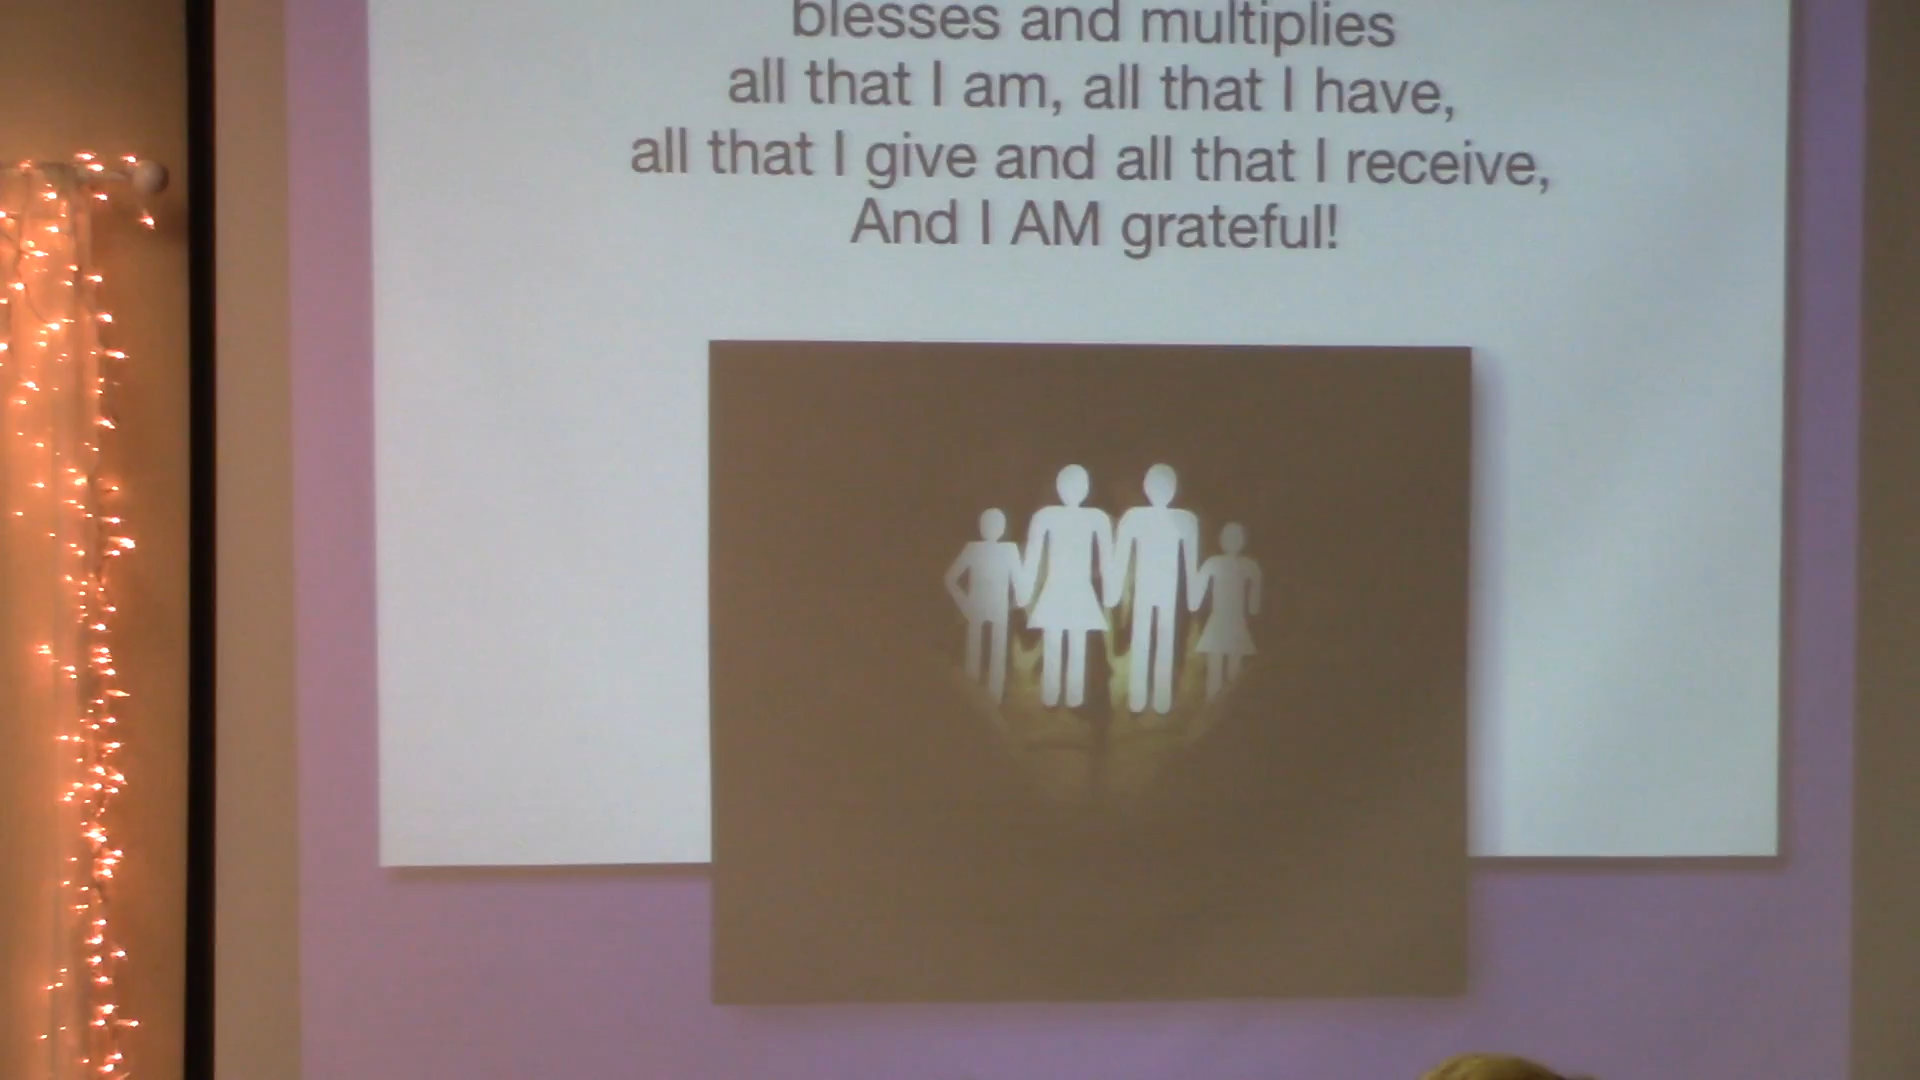 blesses and multiplies
all that I am, all that I have,
all that I give and all that I receive,
And I AM grateful!